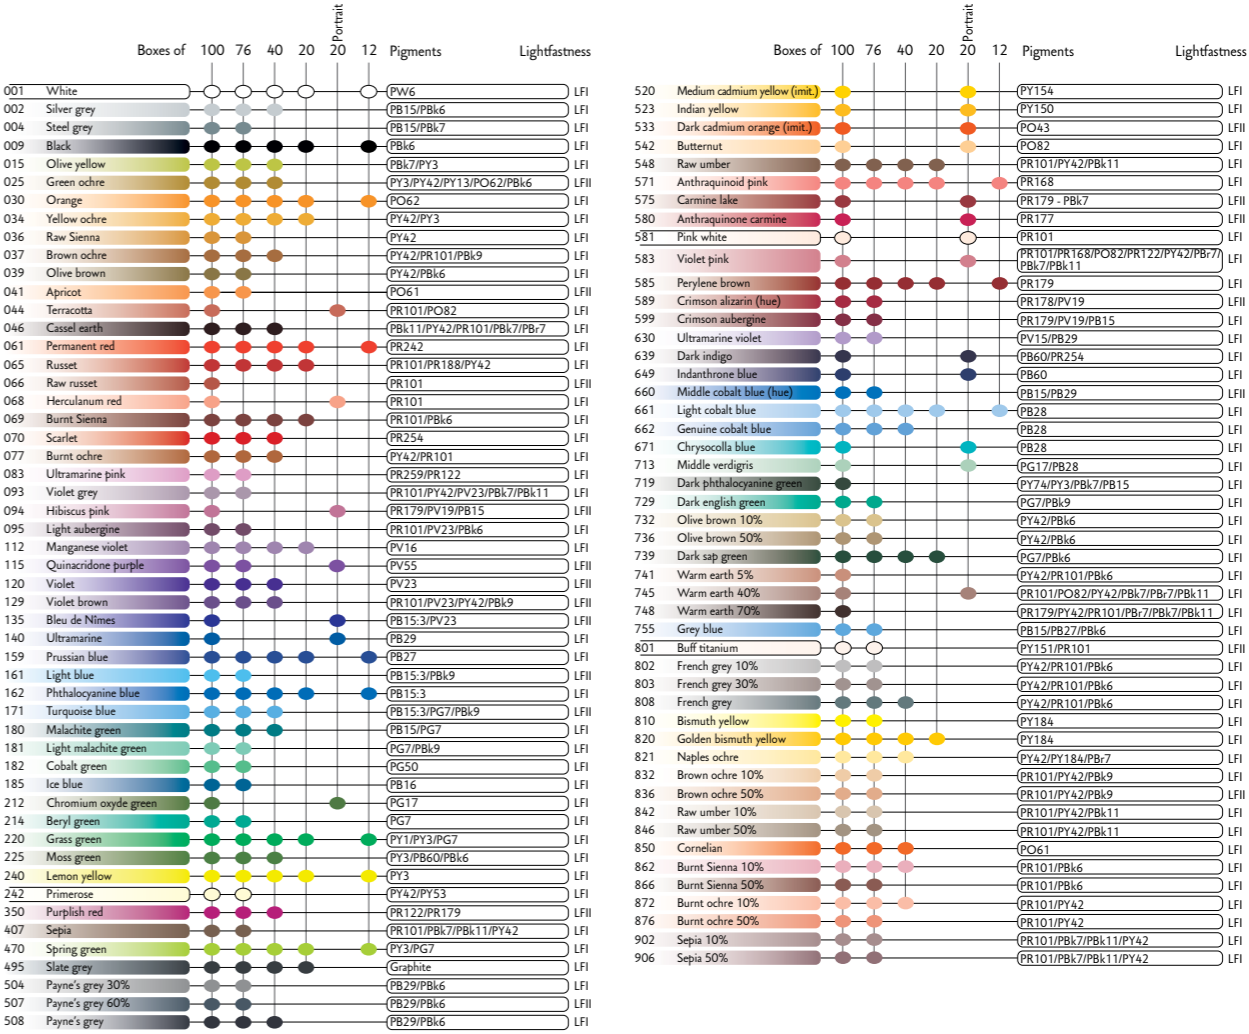 Boxes of 100 76 40 20 Portrait 20 12 Pigments Lightfastness
001 White PW6 LFI
002 Silver grey PB15/PBk6 LFI
004 Steel grey PB15/PBk7 LFI
009 Black PBk6 LFI
015 Olive yellow PBk7/PY3 LFI
025 Green ochre PY3/PY42/PY13/PO62/PBk6 LFII
030 Orange PO62 LFI
034 Yellow ochre PY42/PY3 LFI
036 Raw Sienna PY42 LFI
037 Brown ochre PY42/PR101/PBk9 LFI
039 Olive brown PY42/PBk6 LFI
041 Apricot PO61 LFII
044 Terracotta PR101/PO82 LFI
046 Cassel earth PBk11/PY42/PR101/PBk7/PBr7 LFI
061 Permanent red PR242 LFI
065 Russet PR101/PR188/PY42 LFI
066 Raw russet PR101 LFII
068 Herculanum red PR101 LFI
069 Burnt Sienna PR101/PBk6 LFI
070 Scarlet PR254 LFI
077 Burnt ochre PY42/PR101 LFI
083 Ultramarine pink PR259/PR122 LFI
093 Violet grey PR101/PY42/PV23/PBk7/PBk11 LFI
094 Hibiscus pink PR179/PV19/PB15 LFII
095 Light aubergine PR101/PV23/PBk6 LFI
112 Manganese violet PV16 LFI
115 Quinacridone purple PV55 LFII
120 Violet PV23 LFII
129 Violet brown PR101/PV23/PY42/PBk9 LFII
135 Bleu de Nîmes PB15:3/PV23 LFII
140 Ultramarine PB29 LFI
159 Prussian blue PB27 LFI
161 Light blue PB15:3/PBk9 LFII
162 Phthalocyanine blue PB15:3 LFI
171 Turquoise blue PB15:3/PG7/PBk9 LFII
180 Malachite green PB15/PG7 LFI
181 Light malachite green PG7/PBk9 LFI
182 Cobalt green PG50 LFI
185 Ice blue PB16 LFI
212 Chromium oxyde green PG17 LFI
214 Beryl green PG7 LFI
220 Grass green PY1/PY3/PG7 LFI
225 Moss green PY3/PB60/PBk6 LFI
240 Lemon yellow PY3 LFI
242 Primerose PY42/PY53 LFI
350 Purplish red PR122/PR179 LFII
407 Sepia PR101/PBk7/PBk11/PY42 LFI
470 Spring green PY3/PG7 LFI
495 Slate grey Graphite LFI
504 Payne's grey 30% PB29/PBk6 LFI
507 Payne's grey 60% PB29/PBk6 LFII
508 Payne's grey PB29/PBk6 LFI
Boxes of 100 76 40 20 Portrait 20 12 Pigments Lightfastness
520 Medium cadmium yellow (imit.) PY154 LFI
523 Indian yellow PY150 LFI
533 Dark cadmium orange (imit.) PO43 LFII
542 Butternut PO82 LFI
548 Raw umber PR101/PY42/PBk11 LFI
571 Anthraquinoid pink PR168 LFI
575 Carmine lake PR179 - PBk7 LFII
580 Anthraquinone carmine PR177 LFII
581 Pink white PR101 LFI
583 Violet pink PR101/PR168/PO82/PR122/PY42/PBr7/
PBk7/PBk11 LFI
585 Perylene brown PR179 LFI
589 Crimson alizarin (hue) PR178/PV19 LFII
599 Crimson aubergine PR179/PV19/PB15 LFI
630 Ultramarine violet PV15/PB29 LFI
639 Dark indigo PB60/PR254 LFI
649 Indanthrone blue PB60 LFI
660 Middle cobalt blue (hue) PB15/PB29 LFII
661 Light cobalt blue PB28 LFI
662 Genuine cobalt blue PB28 LFI
671 Chrysocolla blue PB28 LFI
713 Middle verdigris PG17/PB28 LFI
719 Dark phthalocyanine green PY74/PY3/PBk7/PB15 LFI
729 Dark english green PG7/PBk9 LFI
732 Olive brown 10% PY42/PBk6 LFI
736 Olive brown 50% PY42/PBk6 LFI
739 Dark sap green PG7/PBk6 LFI
741 Warm earth 5% PY42/PR101/PBk6 LFI
745 Warm earth 40% PR101/PO82/PY42/PBk7/PBr7/PBk11 LFI
748 Warm earth 70% PR179/PY42/PR101/PBr7/PBk7/PBk11 LFI
755 Grey blue PB15/PB27/PBk6 LFI
801 Buff titanium PY151/PR101 LFII
802 French grey 10% PY42/PR101/PBk6 LFI
803 French grey 30% PY42/PR101/PBk6 LFI
808 French grey PY42/PR101/PBk6 LFI
810 Bismuth yellow PY184 LFI
820 Golden bismuth yellow PY184 LFI
821 Naples ochre PY42/PY184/PBr7 LFI
832 Brown ochre 10% PR101/PY42/PBk9 LFI
836 Brown ochre 50% PR101/PY42/PBk9 LFII
842 Raw umber 10% PR101/PY42/PBk11 LFI
846 Raw umber 50% PR101/PY42/PBk11 LFI
850 Cornelian PO61 LFI
862 Burnt Sienna 10% PR101/PBk6 LFI
866 Burnt Sienna 50% PR101/PBk6 LFI
872 Burnt ochre 10% PR101/PY42 LFI
876 Burnt ochre 50% PR101/PY42 LFI
902 Sepia 10% PR101/PBk7/PBk11/PY42 LFI
906 Sepia 50% PR101/PBk7/PBk11/PY42 LFI